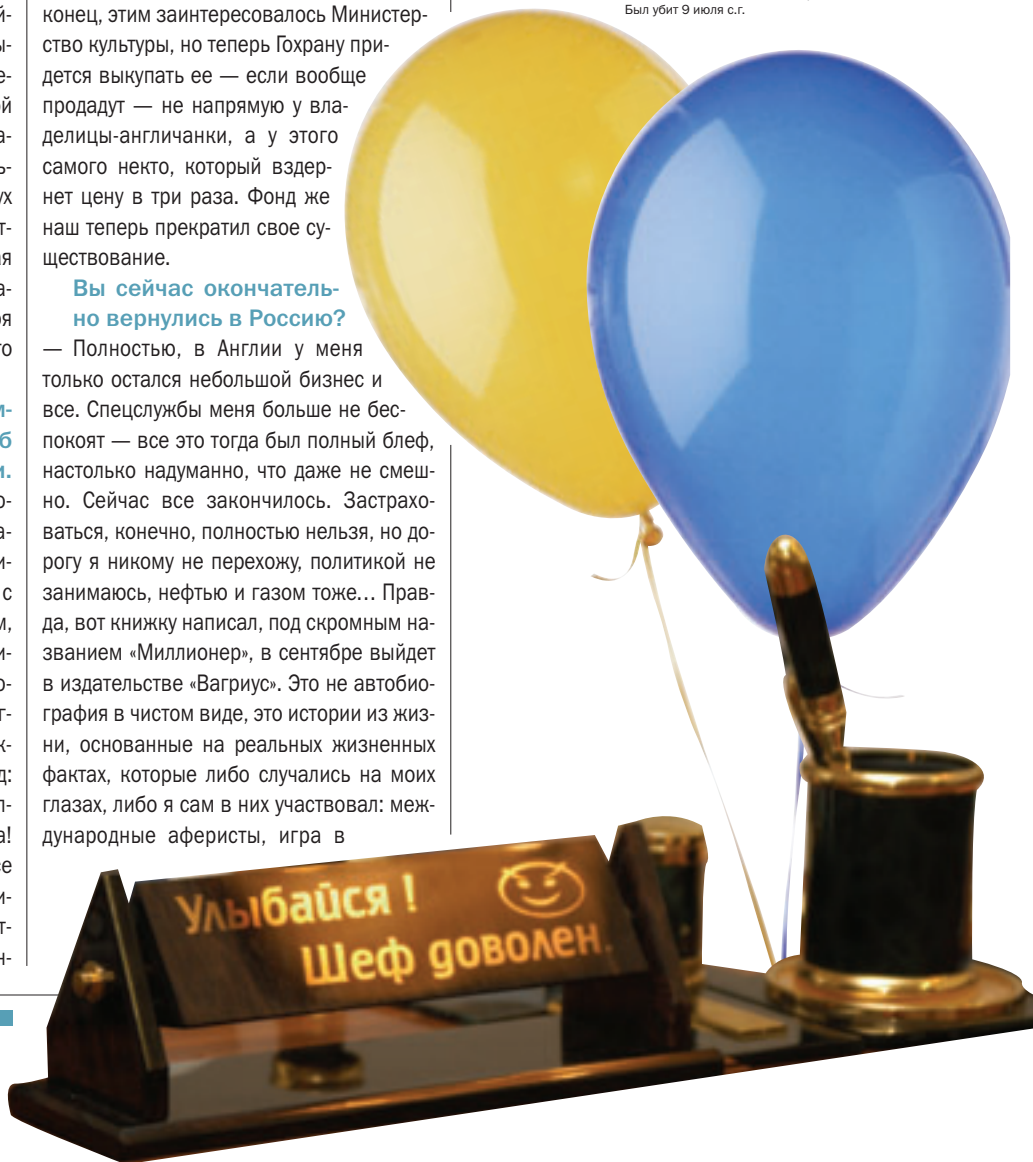 конец, этим заинтересовалось Министер-
ство культуры, но теперь Гохрану при-
дется выкупать ее — если вообще
продадут — не напрямую у вла-
делицы-англичанки, а у этого
самого некто, который вздер-
нет цену в три раза. Фонд же
наш теперь прекратил свое су-
ществование.
Вы сейчас окончатель-
но вернулись в Россию?
— Полностью, в Англии у меня
только остался небольшой бизнес и
все. Спецслужбы меня больше не бес-
покоят — все это тогда был полный блеф,
настолько надуманно, что даже не смеш-
но. Сейчас все закончилось. Застрахо-
ваться, конечно, полностью нельзя, но до-
рогу я никому не перехожу, политикой не
занимаюсь, нефтью и газом тоже… Прав-
да, вот книжку написал, под скромным на-
званием «Миллионер», в сентябре выйдет
в издательстве «Вагриус». Это не автобио-
графия в чистом виде, это истории из жиз-
ни, основанные на реальных жизненных
фактах, которые либо случались на моих
глазах, либо я сам в них участвовал: меж-
дународные аферисты, игра в
Был убит 9 июля с.г.
Улыбайся !
Шеф доволен.